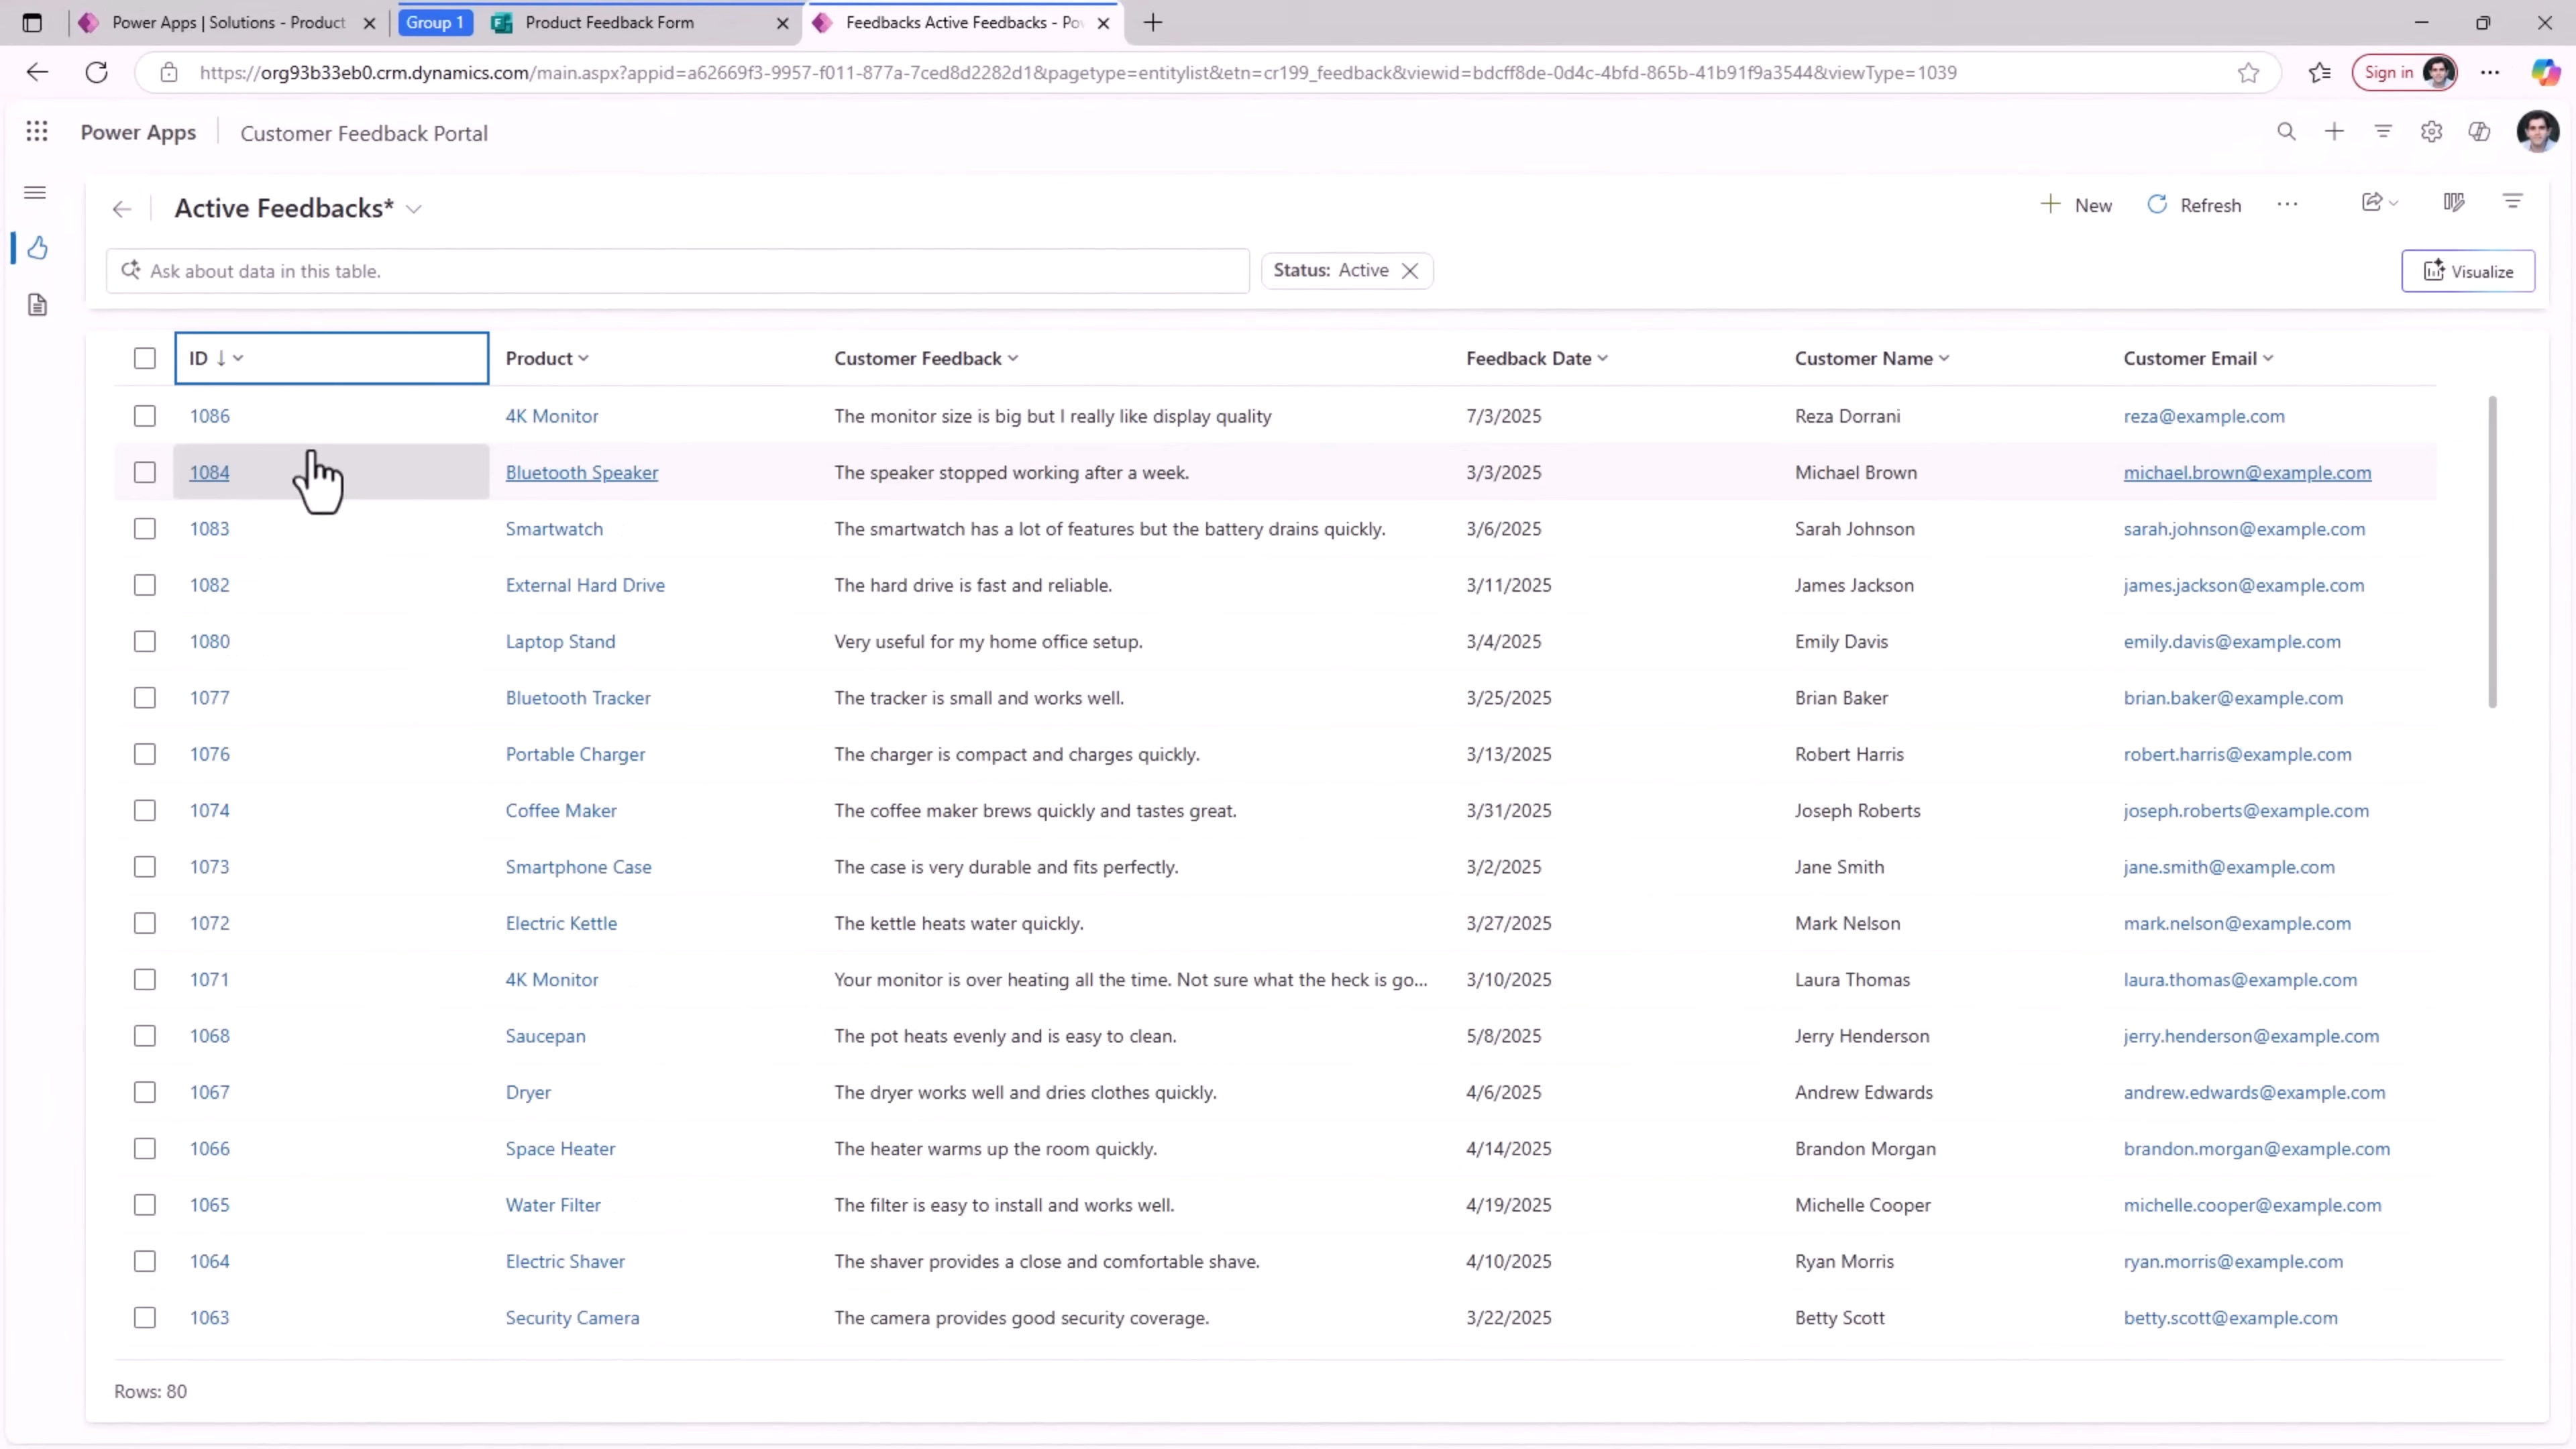 Power Apps | Solutions - Product
Group 1
Product Feedback Form
Feedbacks Active Feedbacks - Po
https://org93b33eb0.crm.dynamics.com/main.aspx?appid=a62669f3-9957-f011-877a-7ced8d2282d1&pagetype=entitylist&etn=cr199_feedback&viewid=bdcff8de-0d4c-4bfd-865b-41b91f9a3544&viewType=1039
Sign in
Power Apps Customer Feedback Portal
Active Feedbacks*
New Refresh
Ask about data in this table.
Status: Active
Visualize
ID Product Customer Feedback Feedback Date Customer Name Customer Email
1086 4K Monitor The monitor size is big but I really like display quality 7/3/2025 Reza Dorrani reza@example.com
1084 Bluetooth Speaker The speaker stopped working after a week. 3/3/2025 Michael Brown michael.brown@example.com
1083 Smartwatch The smartwatch has a lot of features but the battery drains quickly. 3/6/2025 Sarah Johnson sarah.johnson@example.com
1082 External Hard Drive The hard drive is fast and reliable. 3/11/2025 James Jackson james.jackson@example.com
1080 Laptop Stand Very useful for my home office setup. 3/4/2025 Emily Davis emily.davis@example.com
1077 Bluetooth Tracker The tracker is small and works well. 3/25/2025 Brian Baker brian.baker@example.com
1076 Portable Charger The charger is compact and charges quickly. 3/13/2025 Robert Harris robert.harris@example.com
1074 Coffee Maker The coffee maker brews quickly and tastes great. 3/31/2025 Joseph Roberts joseph.roberts@example.com
1073 Smartphone Case The case is very durable and fits perfectly. 3/2/2025 Jane Smith jane.smith@example.com
1072 Electric Kettle The kettle heats water quickly. 3/27/2025 Mark Nelson mark.nelson@example.com
1071 4K Monitor Your monitor is over heating all the time. Not sure what the heck is go... 3/10/2025 Laura Thomas laura.thomas@example.com
1068 Saucepan The pot heats evenly and is easy to clean. 5/8/2025 Jerry Henderson jerry.henderson@example.com
1067 Dryer The dryer works well and dries clothes quickly. 4/6/2025 Andrew Edwards andrew.edwards@example.com
1066 Space Heater The heater warms up the room quickly. 4/14/2025 Brandon Morgan brandon.morgan@example.com
1065 Water Filter The filter is easy to install and works well. 4/19/2025 Michelle Cooper michelle.cooper@example.com
1064 Electric Shaver The shaver provides a close and comfortable shave. 4/10/2025 Ryan Morris ryan.morris@example.com
1063 Security Camera The camera provides good security coverage. 3/22/2025 Betty Scott betty.scott@example.com
Rows: 80